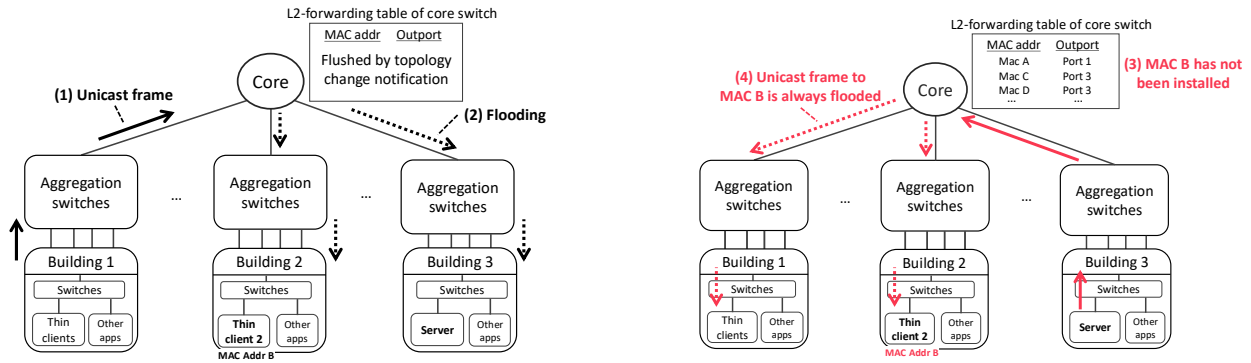 L2-forwarding table of core switch
MAC addr Outport
Flushed by topology
change notification
Core
(1) Unicast frame
(2) Flooding
Aggregation
switches
...
Aggregation
switches
...
Aggregation
switches
Building 1
Switches
Thin
clients
Other
apps
Building 2
Switches
Thin
client 2
Other
apps
MAC Addr B
Building 3
Switches
Server
Other
apps
L2-forwarding table of core switch
MAC addr Outport
Mac A Port 1
Mac C Port 3
Mac D Port 3
... ...
(3) MAC B has not
been installed
(4) Unicast frame to
MAC B is always flooded
Core
Aggregation
switches
...
Aggregation
switches
...
Aggregation
switches
Building 1
Switches
Thin
clients
Other
apps
Building 2
Switches
Thin
client 2
Other
apps
MAC Addr B
Building 3
Switches
Server
Other
apps